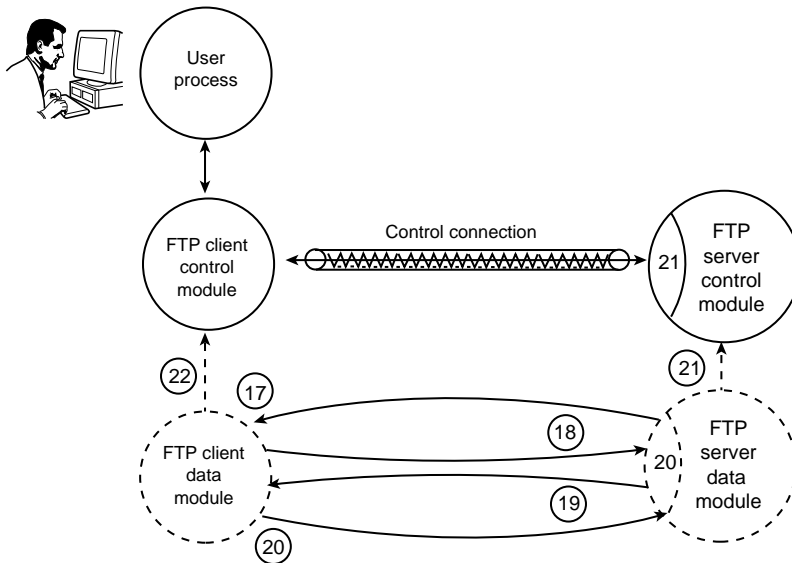 User
process
Control connection
FTP client
control
module
21
FTP
server
control
module
22
17
21
18
FTP client
data
module
20
FTP
server
data
module
19
20